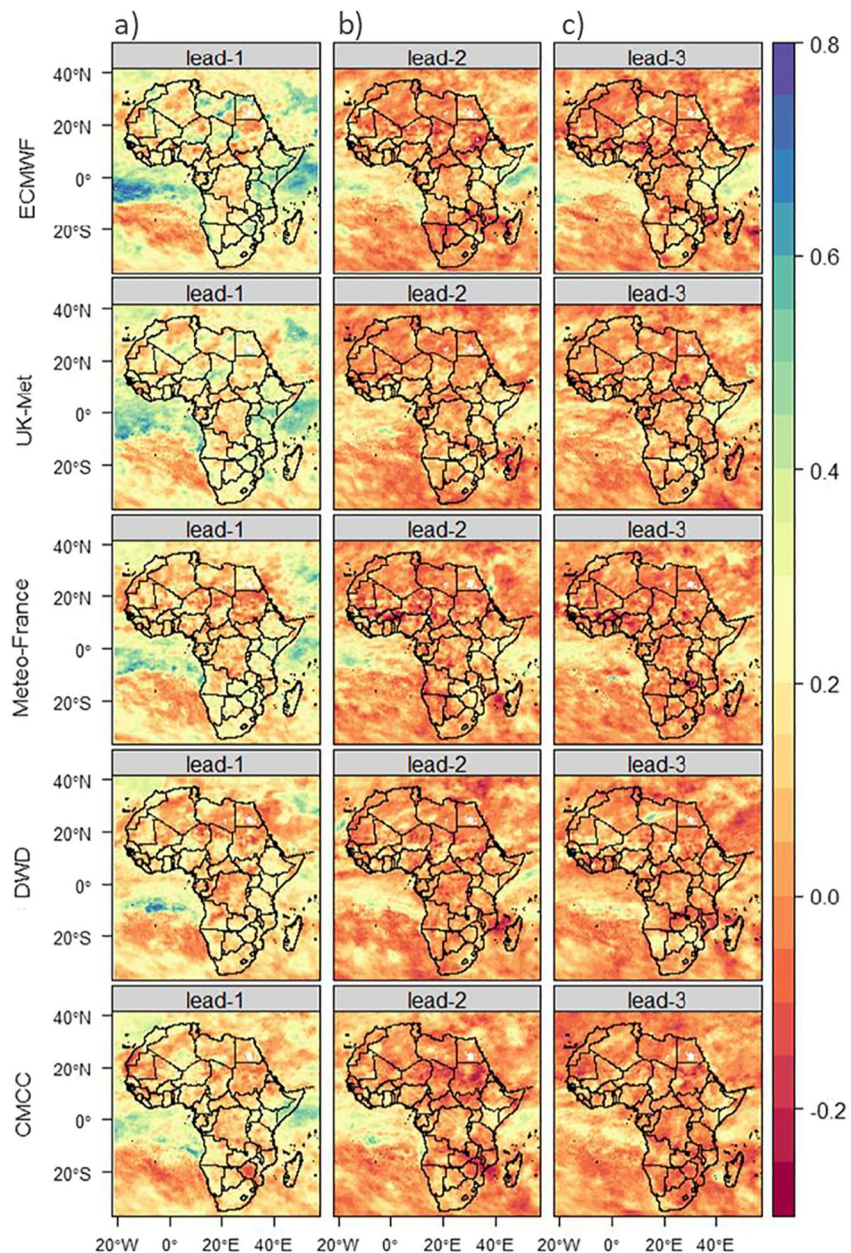 a) b) c)
lead-1 lead-2 lead-3 0.8
40°N
20°N
0°
20°S
ECMWF
0.6
lead-1 lead-2 lead-3
40°N
20°N
0°
20°S
UK-Met
0.4
lead-1 lead-2 lead-3
40°N
20°N
0°
20°S
Meteo-France
0.2
lead-1 lead-2 lead-3
40°N
20°N
0°
20°S
DWD
0.0
lead-1 lead-2 lead-3
40°N
20°N
0°
20°S
CMCC
-0.2
20°W 0° 20°E 40°E 20°W 0° 20°E 40°E 20°W 0° 20°E 40°E